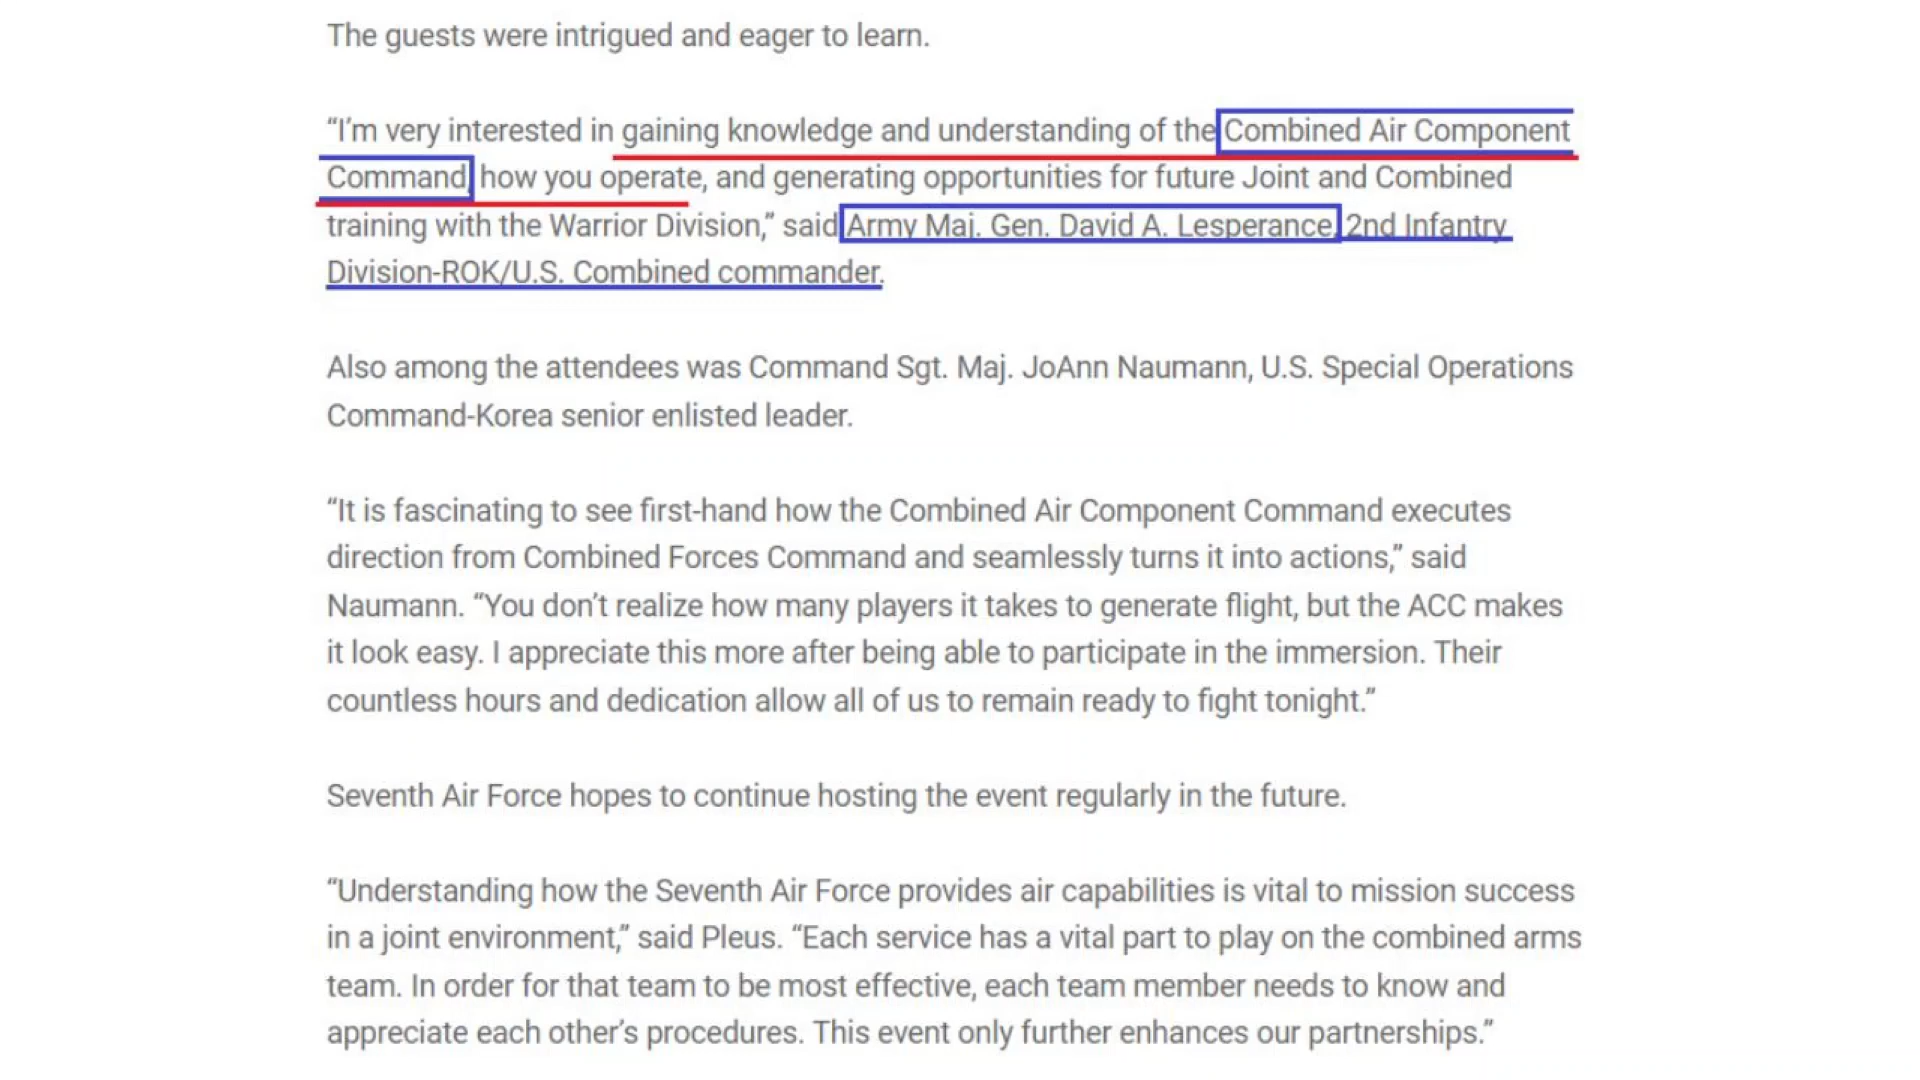 The guests were intrigued and eager to learn.
“I’m very interested in gaining knowledge and understanding of the Combined Air Component
Command, how you operate, and generating opportunities for future Joint and Combined
training with the Warrior Division,” said Army Maj. Gen. David A. Lesperance, 2nd Infantry
Division-ROK/U.S. Combined commander.
Also among the attendees was Command Sgt. Maj. JoAnn Naumann, U.S. Special Operations
Command-Korea senior enlisted leader.
“It is fascinating to see first-hand how the Combined Air Component Command executes
direction from Combined Forces Command and seamlessly turns it into actions,” said
Naumann. “You don’t realize how many players it takes to generate flight, but the ACC makes
it look easy. I appreciate this more after being able to participate in the immersion. Their
countless hours and dedication allow all of us to remain ready to fight tonight.”
Seventh Air Force hopes to continue hosting the event regularly in the future.
“Understanding how the Seventh Air Force provides air capabilities is vital to mission success
in a joint environment,” said Pleus. “Each service has a vital part to play on the combined arms
team. In order for that team to be most effective, each team member needs to know and
appreciate each other’s procedures. This event only further enhances our partnerships.”